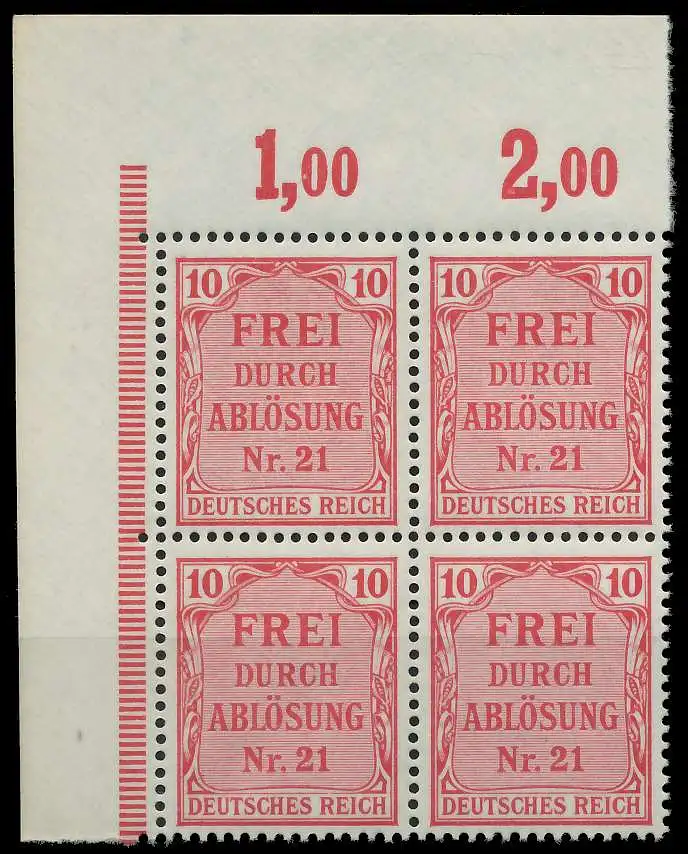 1,00 2,00
10 10
FREI
DURCH
ABLÖSUNG
Nr. 21
DEUTSCHES REICH
10 10
FREI
DURCH
ABLÖSUNG
Nr. 21
DEUTSCHES REICH
10 10
FREI
DURCH
ABLÖSUNG
Nr. 21
DEUTSCHES REICH
10 10
FREI
DURCH
ABLÖSUNG
Nr. 21
DEUTSCHES REICH